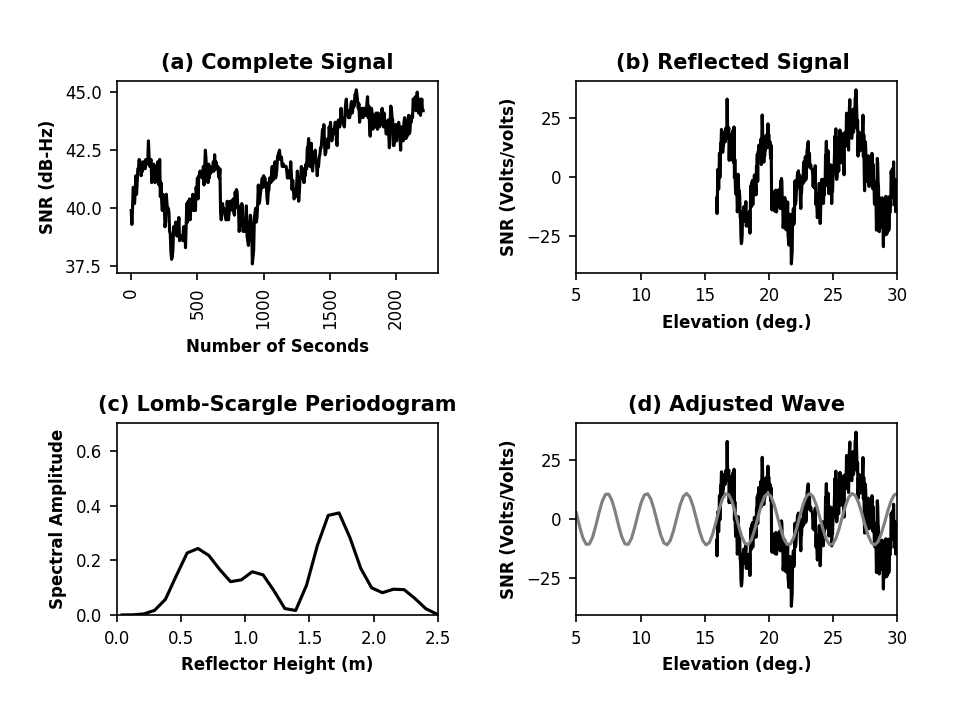 (a) Complete Signal
SNR (dB-Hz)
45.0
42.5
40.0
37.5
0 500 1000 1500 2000
Number of Seconds
(b) Reflected Signal
SNR (Volts/volts)
25
0
−25
5 10 15 20 25 30
Elevation (deg.)
(c) Lomb-Scargle Periodogram
Spectral Amplitude
0.6
0.4
0.2
0.0
0.0 0.5 1.0 1.5 2.0 2.5
Reflector Height (m)
(d) Adjusted Wave
SNR (Volts/Volts)
25
0
−25
5 10 15 20 25 30
Elevation (deg.)